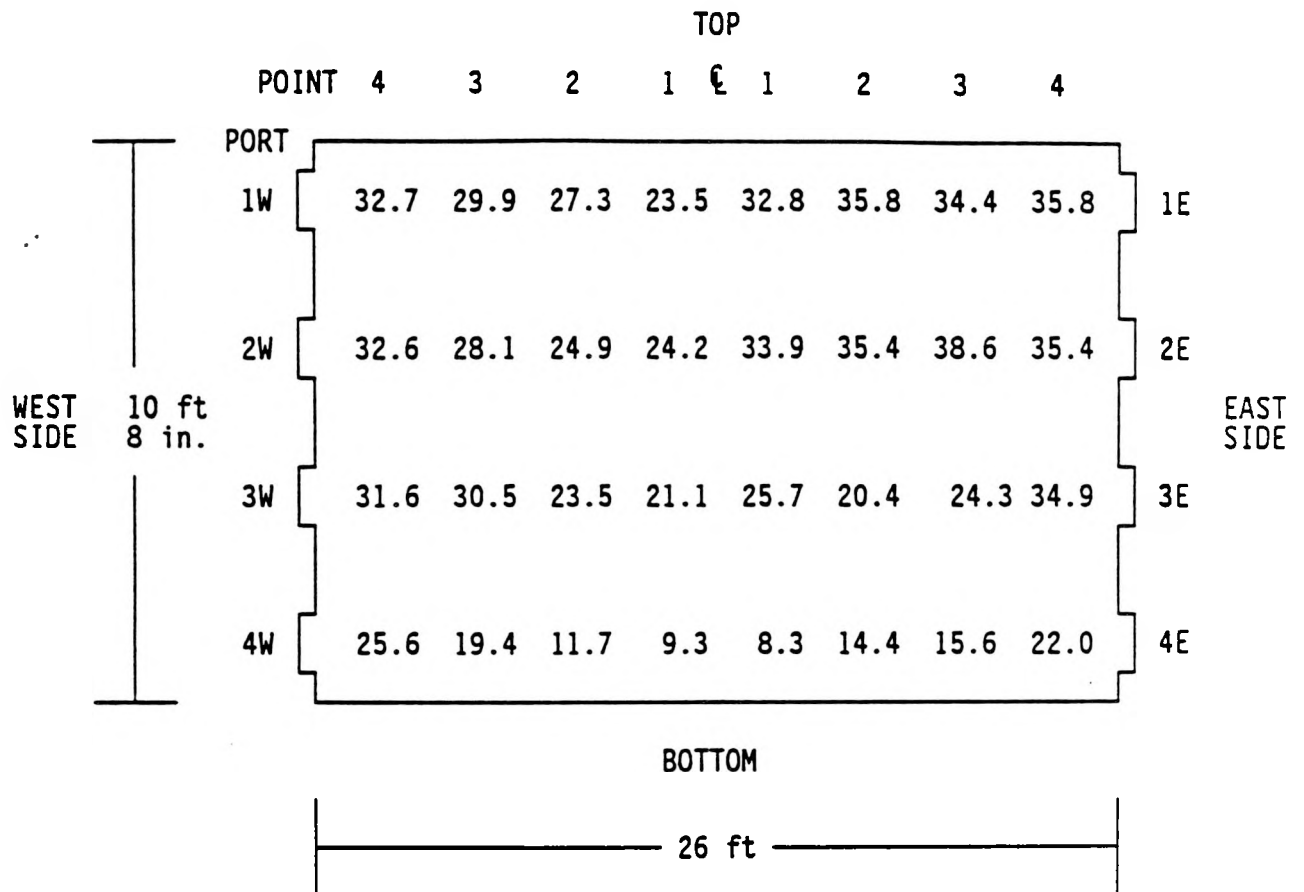 TOP
POINT 4 3 2 1 ℄ 1 2 3 4
PORT
1W 32.7 29.9 27.3 23.5 32.8 35.8 34.4 35.8 1E
2W 32.6 28.1 24.9 24.2 33.9 35.4 38.6 35.4 2E
WEST SIDE
10 ft 8 in.
EAST SIDE
3W 31.6 30.5 23.5 21.1 25.7 20.4 24.3 34.9 3E
4W 25.6 19.4 11.7 9.3 8.3 14.4 15.6 22.0 4E
BOTTOM
26 ft